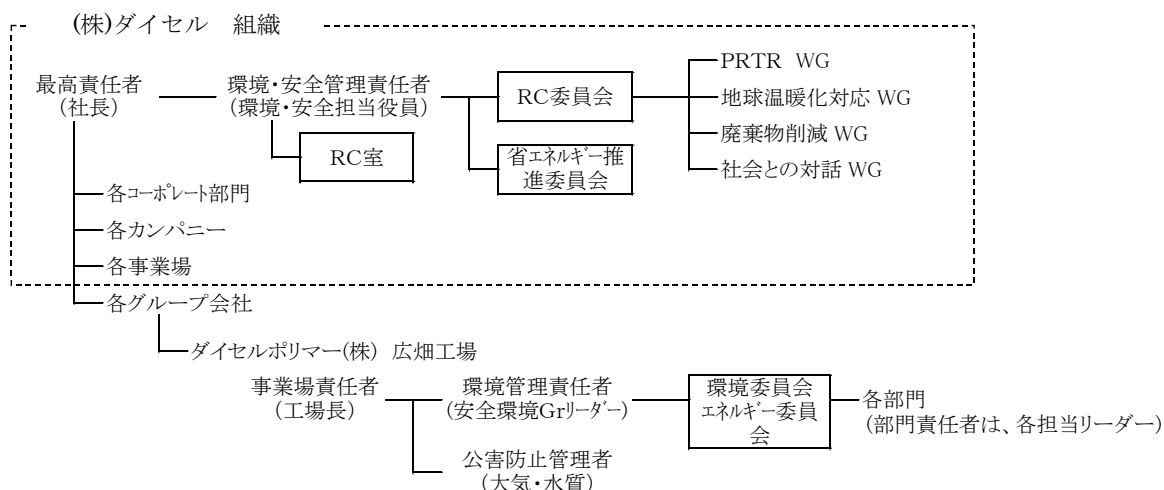 (株)ダイセル　組織
最高責任者
(社長)
環境・安全管理責任者
(環境・安全担当役員)
RC室
RC委員会
省エネルギー推
進委員会
PRTR　WG
地球温暖化対応 WG
廃棄物削減 WG
社会との対話 WG
各コーポレート部門
各カンパニー
各事業場
各グループ会社
ダイセルポリマー(株)　広畑工場
事業場責任者
(工場長)
環境管理責任者
(安全環境Grリーダー)
環境委員会
エネルギー委員
会
各部門
(部門責任者は、各担当リーダー)
公害防止管理者
(大気・水質)